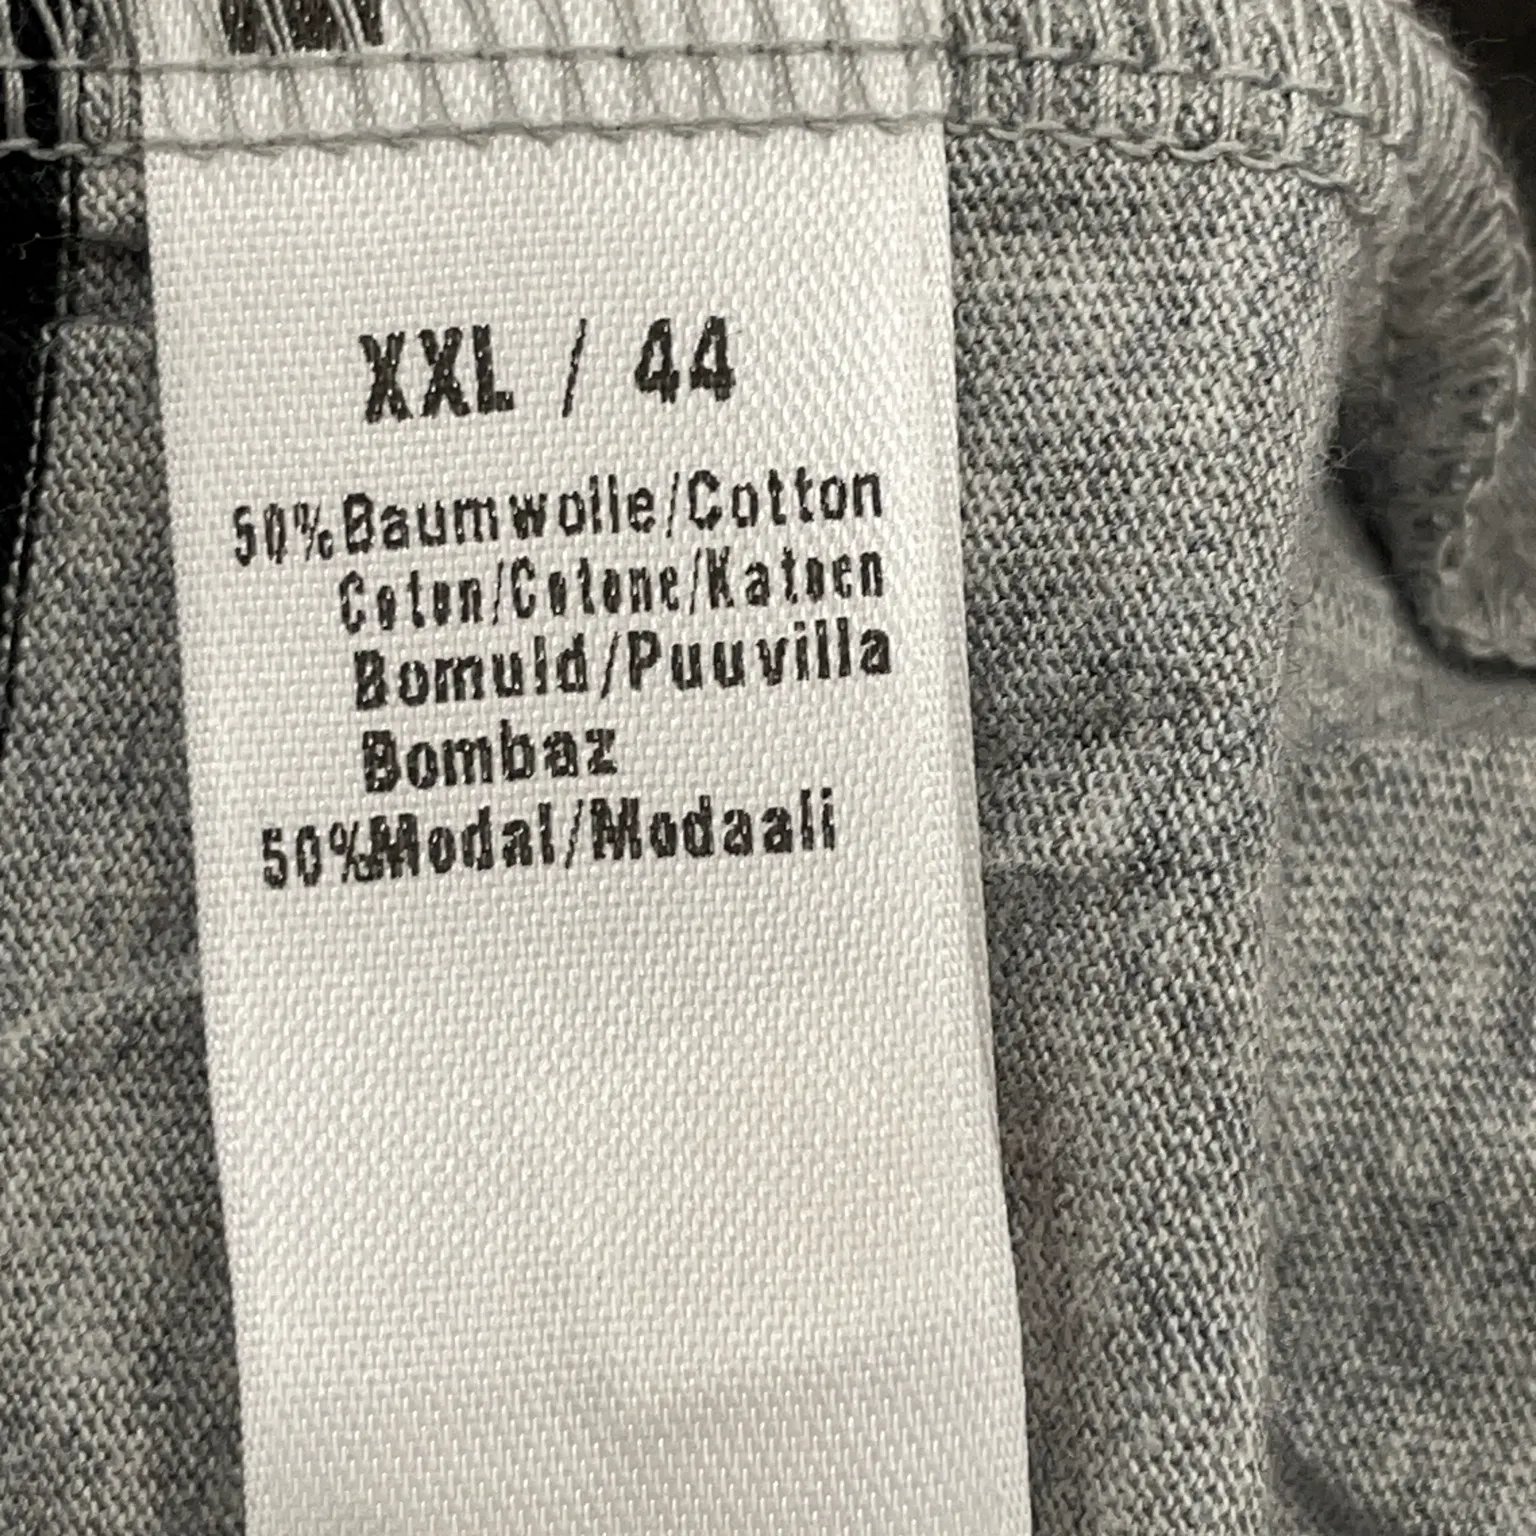 XXL / 44
50% Baumwolle/Cotton
Coton/Cotone/Katoen
Bomuld/Puuvilla
Bombaz
50% Modal/Modaali